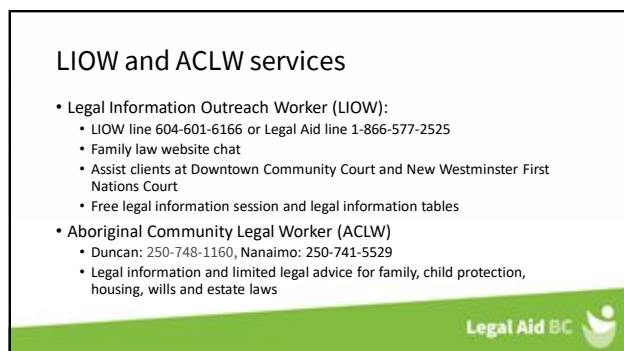 LIOW and ACLW services
• Legal Information Outreach Worker (LIOW):
• LIOW line 604-601-6166 or Legal Aid line 1-866-577-2525
• Family law website chat
• Assist clients at Downtown Community Court and New Westminster First
Nations Court
• Free legal information session and legal information tables
• Aboriginal Community Legal Worker (ACLW)
• Duncan: 250-748-1160, Nanaimo: 250-741-5529
• Legal information and limited legal advice for family, child protection,
housing, wills and estate laws
Legal Aid BC